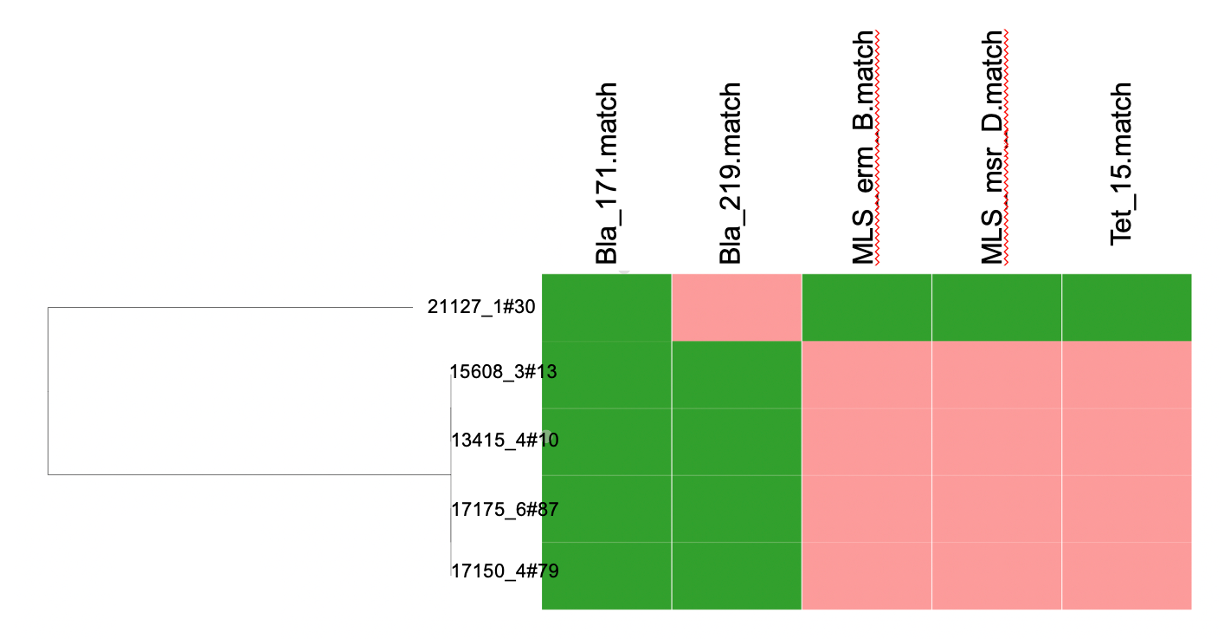 Bla_171.match
Bla_219.match
MLS_erm_B.match
MLS_msr_D.match
Tet_15.match
21127_1#30
15608_3#13
13415_4#10
17175_6#87
17150_4#79